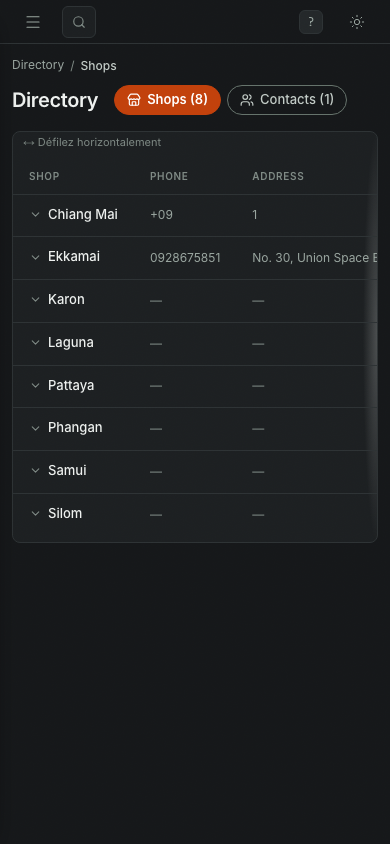 ?
Directory / Shops
Directory Shops (8) Contacts (1)
↔ Défilez horizontalement
SHOP PHONE ADDRESS
Chiang Mai +09 1
Ekkamai 0928675851 No. 30, Union Space
Karon — —
Laguna — —
Pattaya — —
Phangan — —
Samui — —
Silom — —